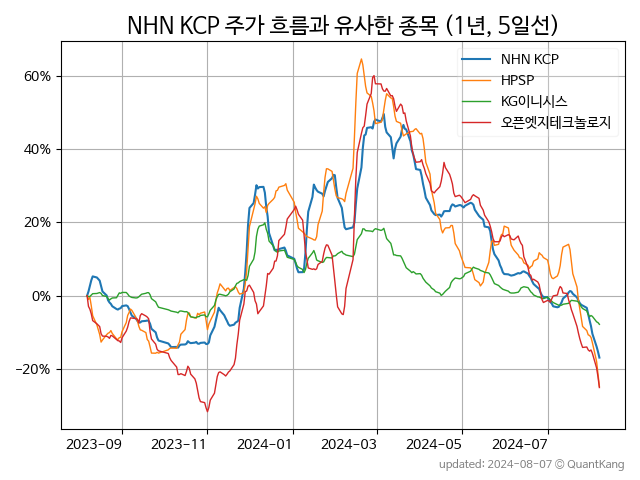 NHN KCP 주가 흐름과 유사한 종목 (1년, 5일선)
NHN KCP
HPSP
KG이니시스
오픈엣지테크놀로지
60%
40%
20%
0%
−20%
2023-09
2023-11
2024-01
2024-03
2024-05
2024-07
updated: 2024-08-07 © QuantKang